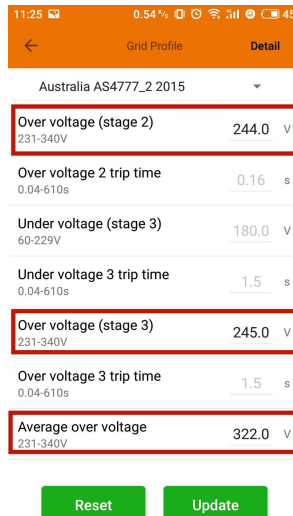 11:25 0.54 K/s 45
Grid Profile Detail
Australia AS4777_2 2015
Over voltage (stage 2)
231-340V
244.0 V
Over voltage 2 trip time
0.04-610s
0.16 s
Under voltage (stage 3)
60-229V
180.0 V
Under voltage 3 trip time
0.04-610s
1.5 s
Over voltage (stage 3)
231-340V
245.0 V
Over voltage 3 trip time
0.04-610s
1.5 s
Average over voltage
231-340V
322.0 V
Reset Update